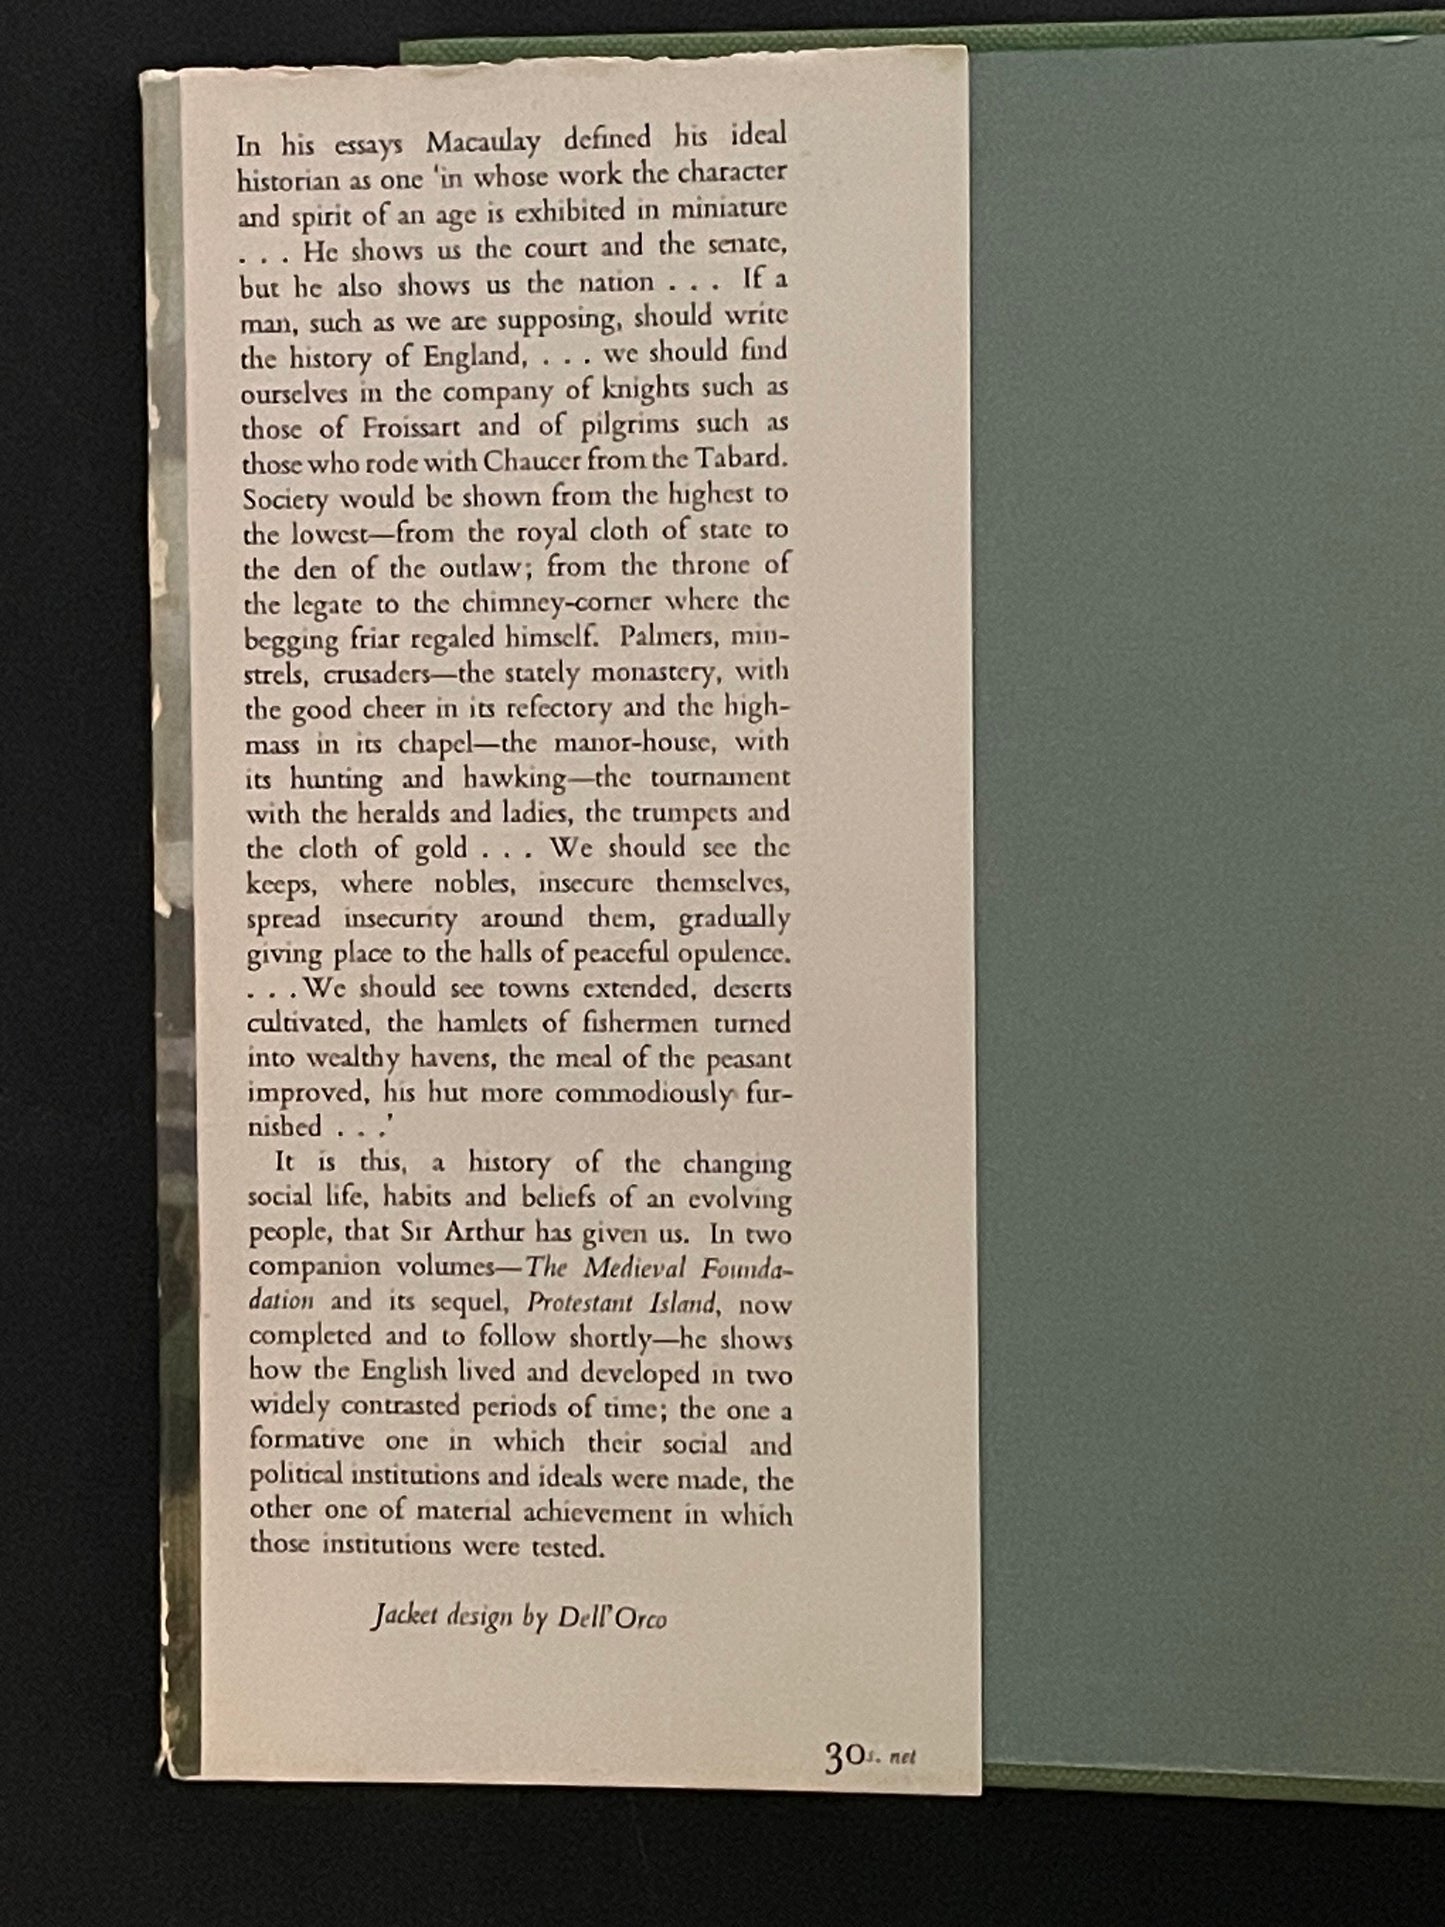 In his essays Macaulay defined his ideal
historian as one 'in whose work the character
and spirit of an age is exhibited in miniature
. . . He shows us the court and the senate,
but he also shows us the nation . . . If a
man, such as we are supposing, should write
the history of England, . . . we should find
ourselves in the company of knights such as
those of Froissart and of pilgrims such as
those who rode with Chaucer from the Tabard.
Society would be shown from the highest to
the lowest—from the royal cloth of state to
the den of the outlaw; from the throne of
the legate to the chimney-corner where the
begging friar regaled himself. Palmers, min-
strels, crusaders—the stately monastery, with
the good cheer in its refectory and the high-
mass in its chapel—the manor-house, with
its hunting and hawking—the tournament
with the heralds and ladies, the trumpets and
the cloth of gold . . . We should see the
keeps, where nobles, insecure themselves,
spread insecurity around them, gradually
giving place to the halls of peaceful opulence.
. . . We should see towns extended, deserts
cultivated, the hamlets of fishermen turned
into wealthy havens, the meal of the peasant
improved, his hut more commodiously fur-
nished . . .'
It is this, a history of the changing
social life, habits and beliefs of an evolving
people, that Sir Arthur has given us. In two
companion volumes—The Medieval Founda-
dation and its sequel, Protestant Island, now
completed and to follow shortly—he shows
how the English lived and developed in two
widely contrasted periods of time; the one a
formative one in which their social and
political institutions and ideals were made, the
other one of material achievement in which
those institutions were tested.
Jacket design by Dell'Orco
30s. net